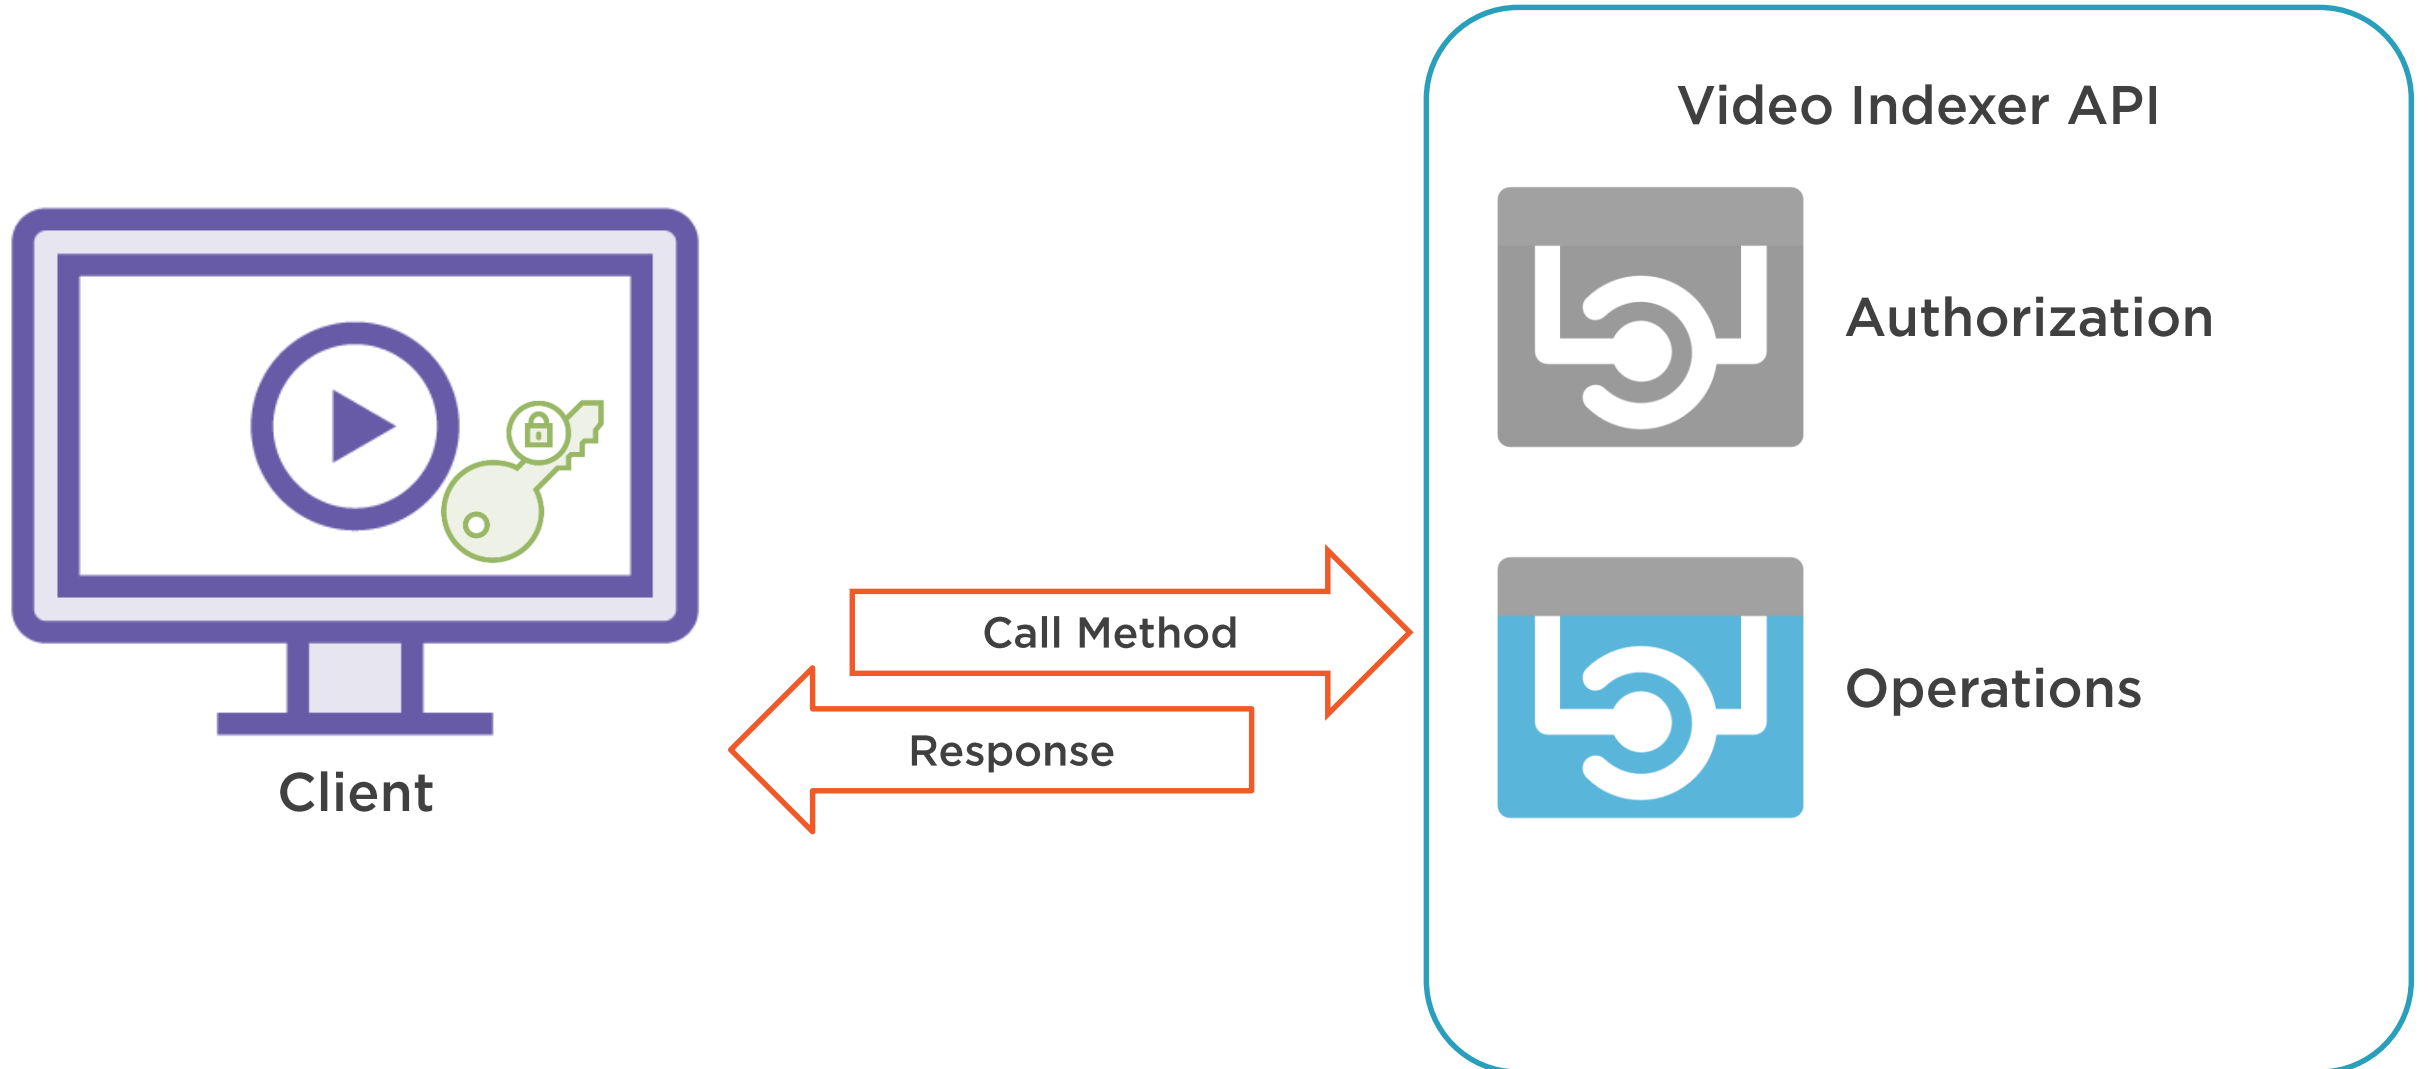 Video Indexer API
Authorization
Call Method
Operations
Response
Client